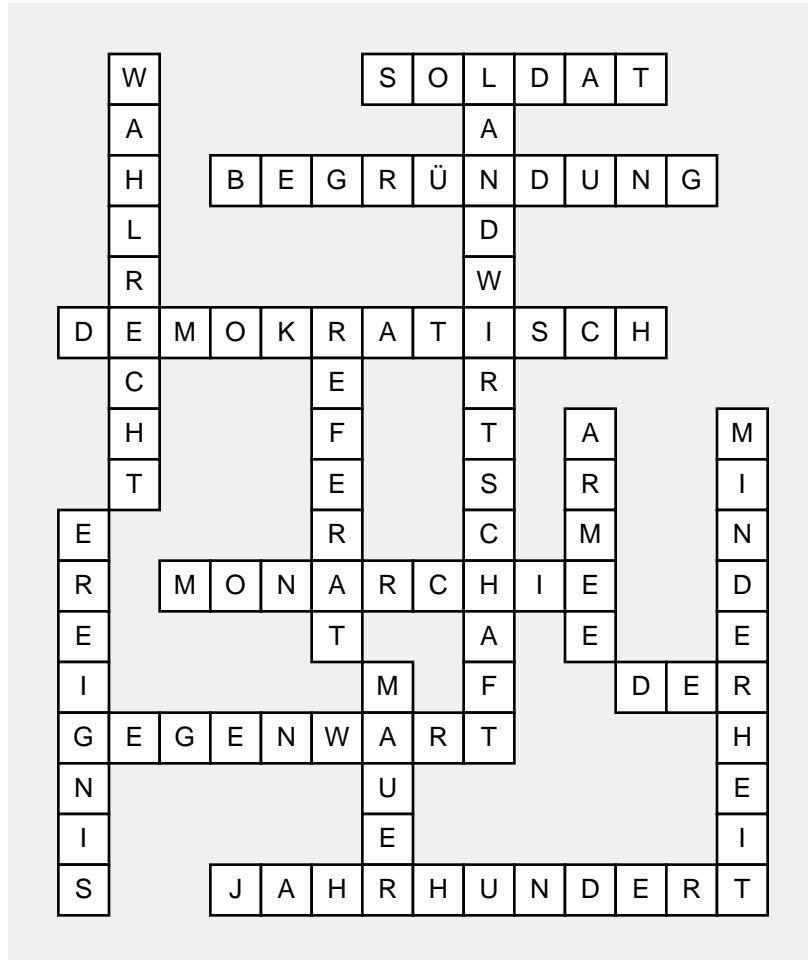 WAHLRECHT
SOLDAT
LANDWIRTSCHAFT
BEGRÜNDUNG
DEMOKRATISCH
REFERAT
ARMEE
MINDERHEIT
EREIGNIS
MONARCHIE
MAUER
DER
GEGENWART
JAHRHUNDERT